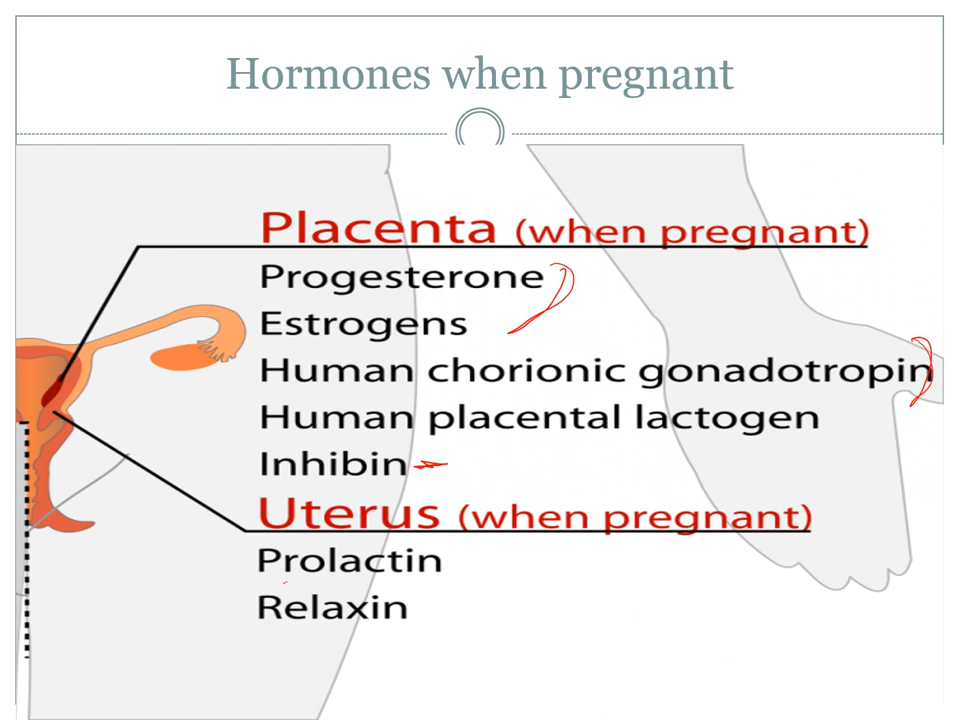 Hormones when pregnant
Placenta (when pregnant)
Progesterone
Estrogens
Human chorionic gonadotropin
Human placental lactogen
Inhibin
Uterus (when pregnant)
Prolactin
Relaxin